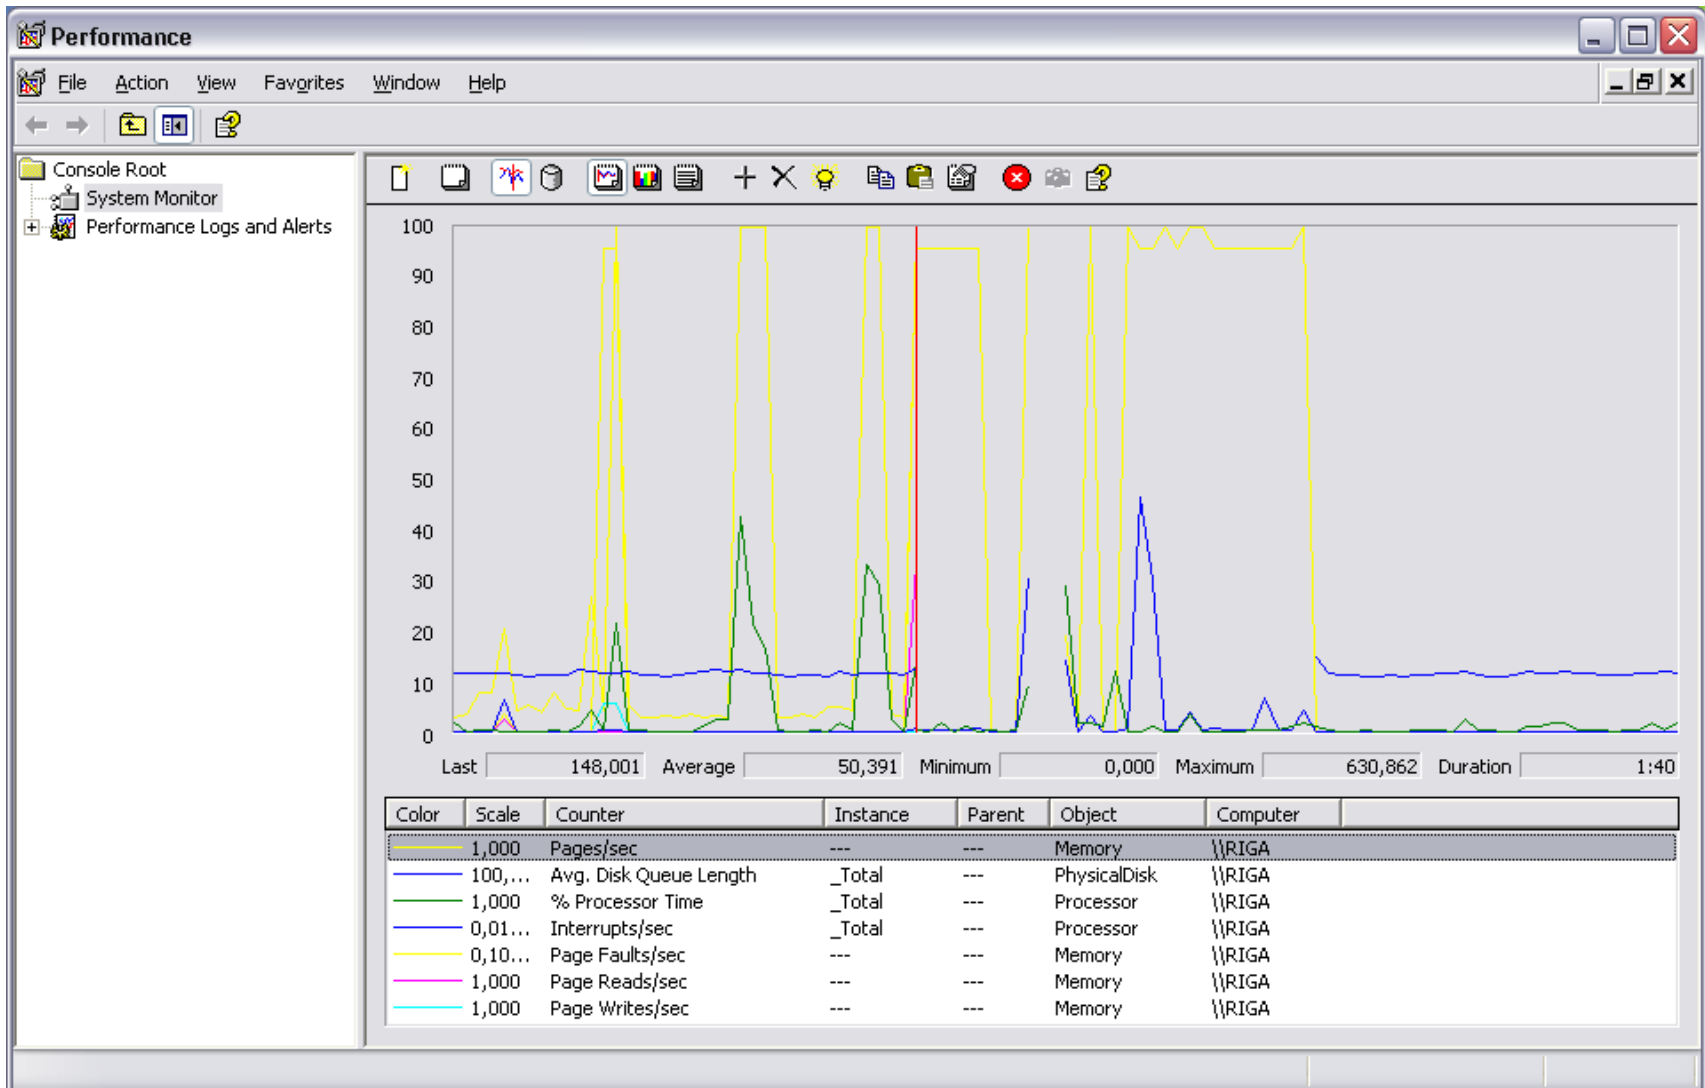 Performance
File Action View Favorites Window Help
Console Root
System Monitor
Performance Logs and Alerts
100
90
80
70
60
50
40
30
20
10
0
Last 148,001 Average 50,391 Minimum 0,000 Maximum 630,862 Duration 1:40
Color Scale Counter Instance Parent Object Computer
1,000 Pages/sec --- --- Memory \\RIGA
100,... Avg. Disk Queue Length _Total --- PhysicalDisk \\RIGA
1,000 % Processor Time _Total --- Processor \\RIGA
0,01... Interrupts/sec _Total --- Processor \\RIGA
0,10... Page Faults/sec --- --- Memory \\RIGA
1,000 Page Reads/sec --- --- Memory \\RIGA
1,000 Page Writes/sec --- --- Memory \\RIGA